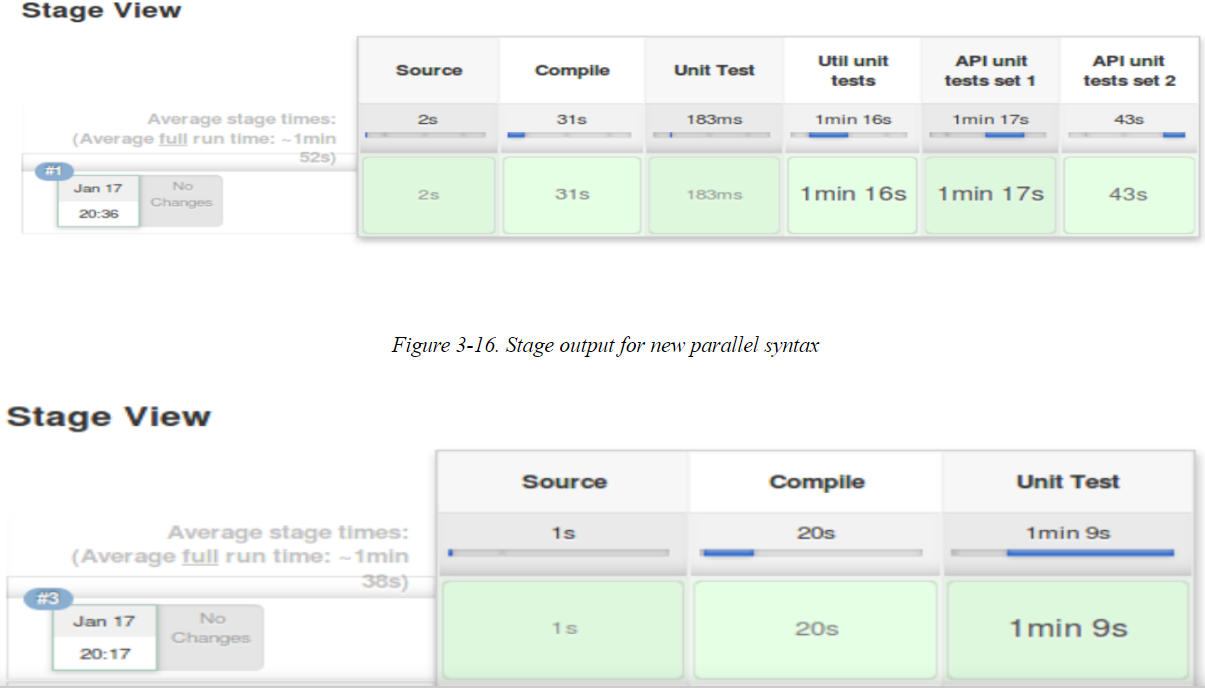 Stage View
Source
Compile
Unit Test
Util unit
tests
API unit
tests set 1
API unit
tests set 2
Average stage times:
(Average full run time: ~1min
52s)
2s
31s
183ms
1min 16s
1min 17s
43s
#1
Jan 17
20:36
No
Changes
2s
31s
183ms
1min 16s
1min 17s
43s
Figure 3-16. Stage output for new parallel syntax
Stage View
Source
Compile
Unit Test
Average stage times:
(Average full run time: ~1min
38s)
1s
20s
1min 9s
#3
Jan 17
20:17
No
Changes
1s
20s
1min 9s